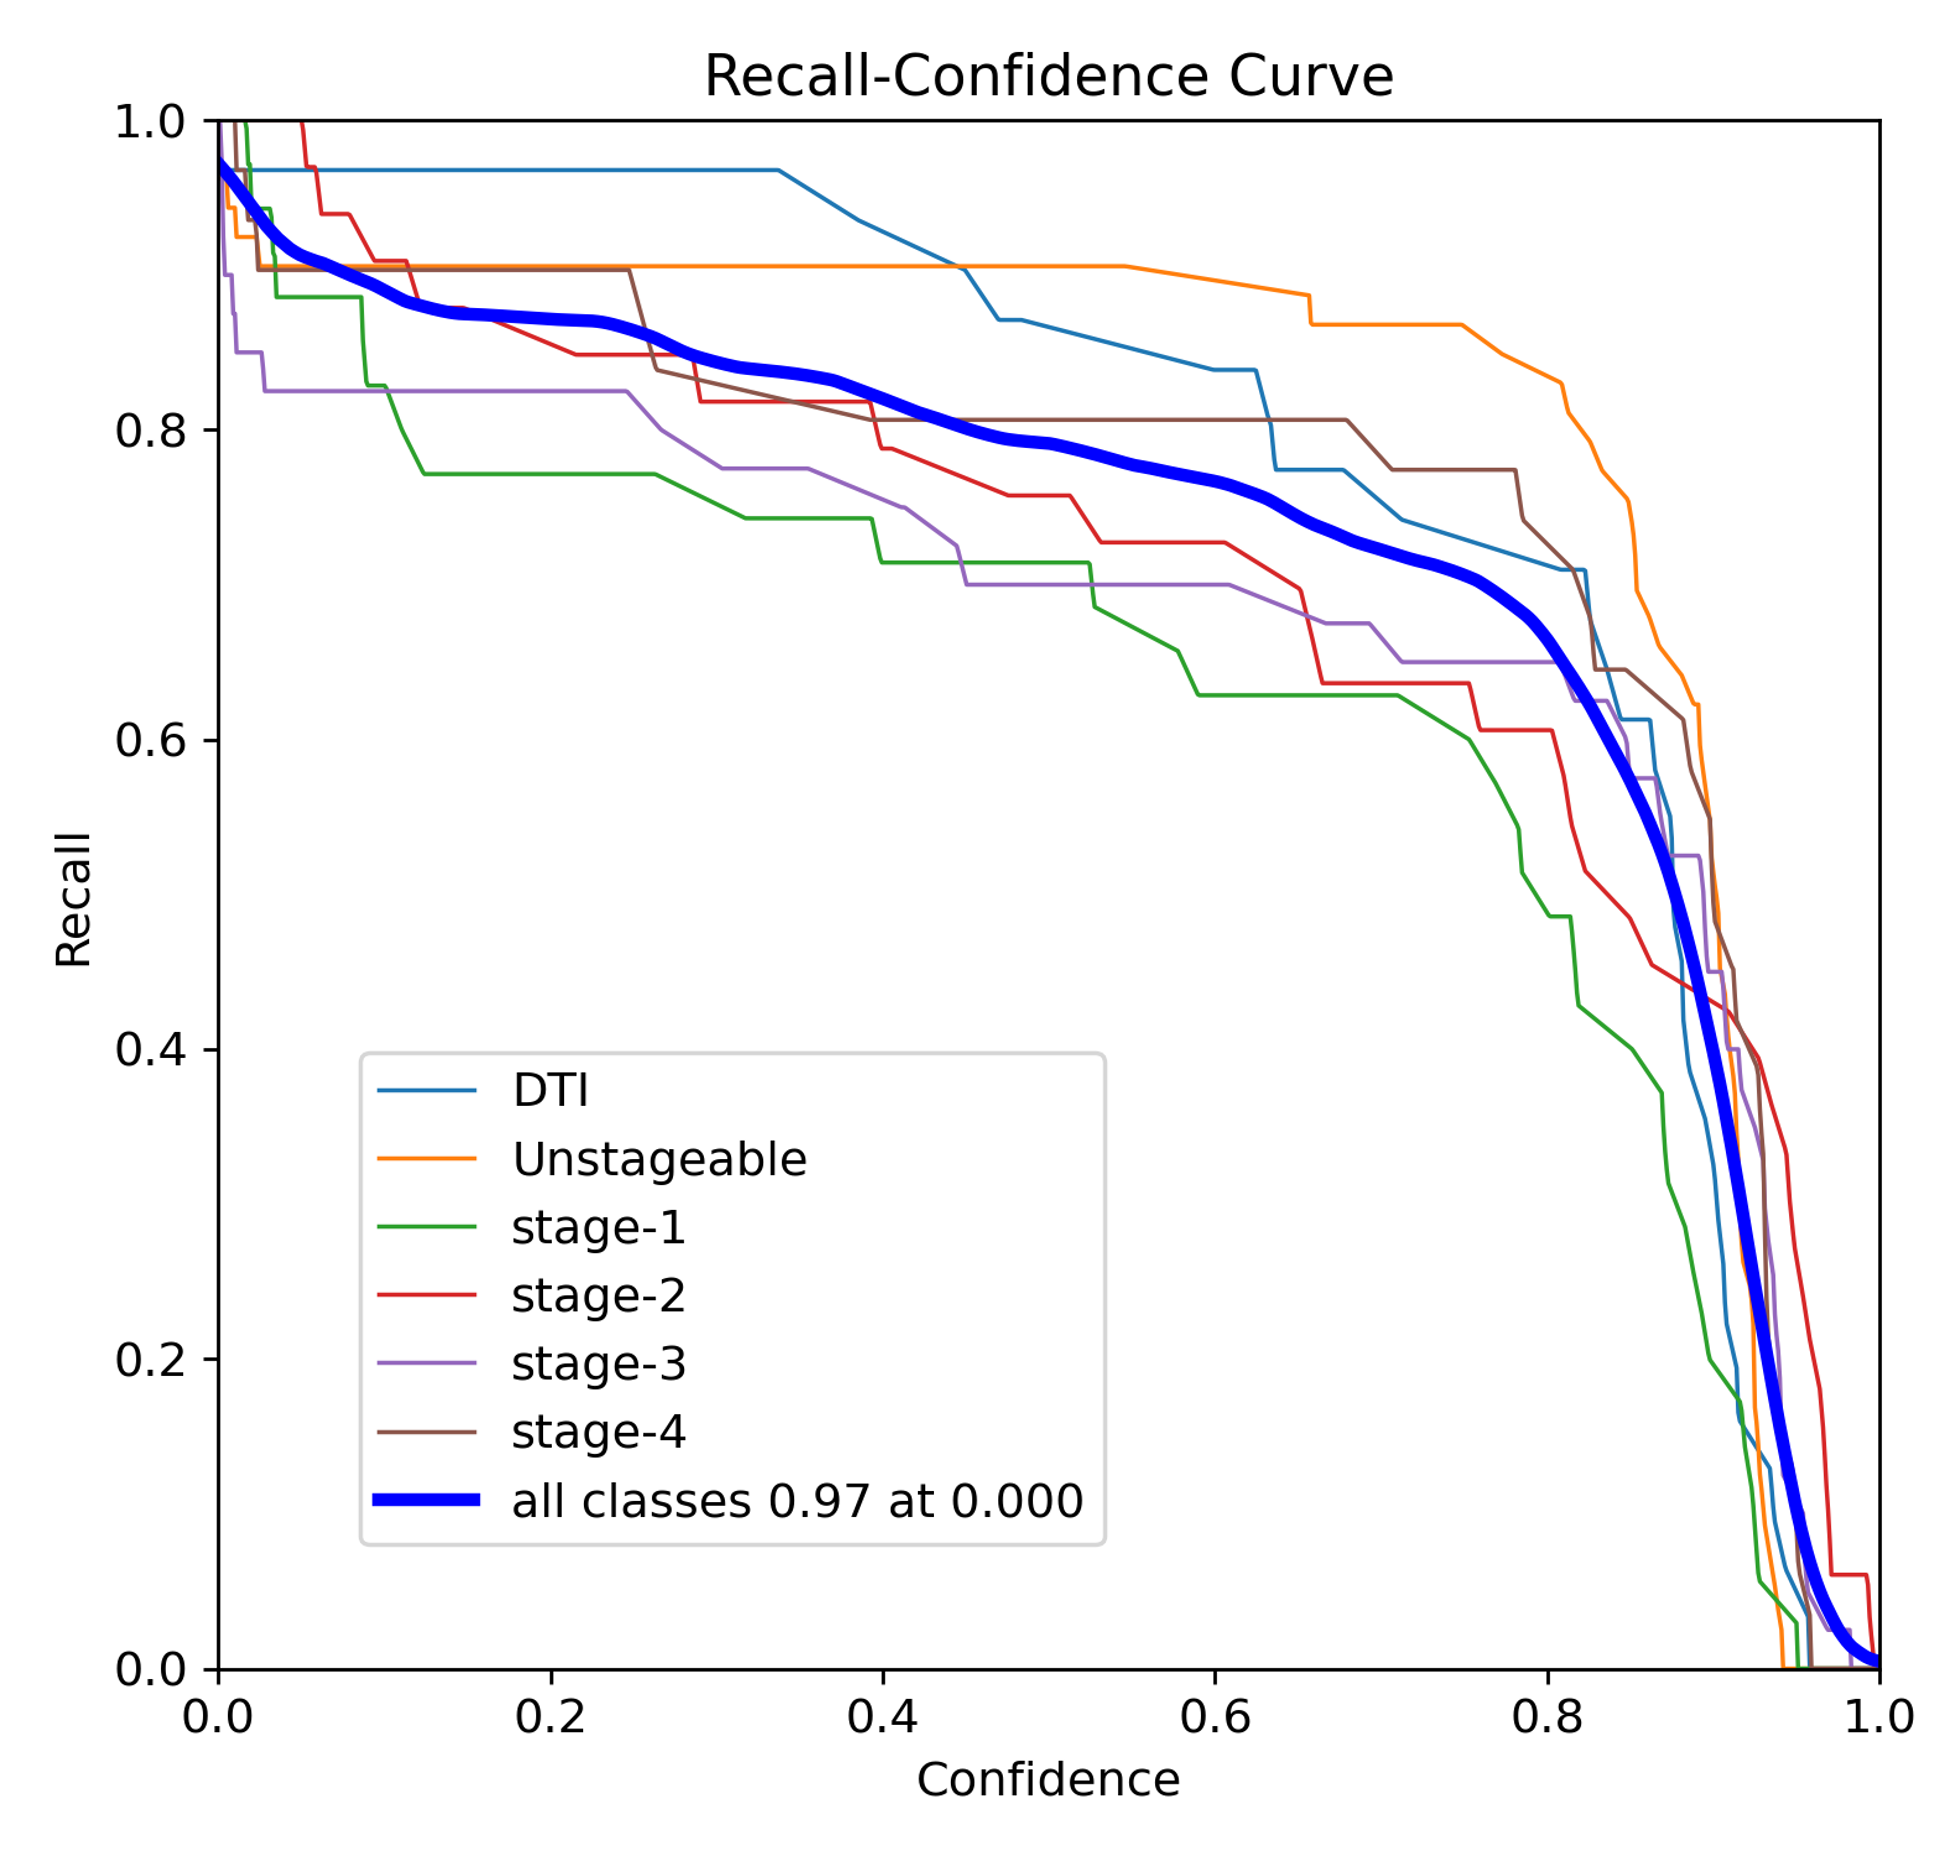 Recall-Confidence Curve
1.0
0.8
0.6
0.4
0.2
0.0
Recall
DTI
Unstageable
stage-1
stage-2
stage-3
stage-4
all classes 0.97 at 0.000
0.0 0.2 0.4 0.6 0.8 1.0
Confidence